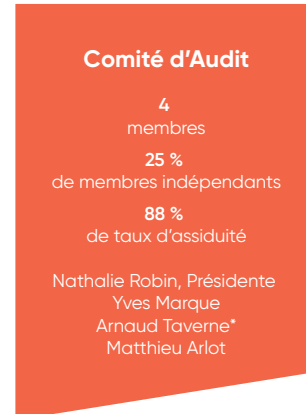 Comité d’Audit
4
membres
25 %
de membres indépendants
88 %
de taux d’assiduité
Nathalie Robin, Présidente
Yves Marque
Arnaud Taverne*
Matthieu Arlot